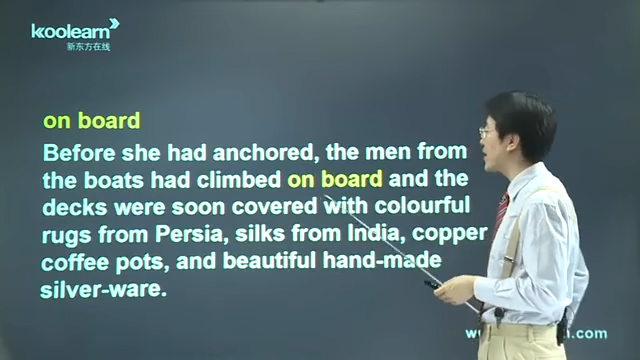 koolearn
新东方在线
on board
Before she had anchored, the men from
the boats had climbed on board and the
decks were soon covered with colourful
rugs from Persia, silks from India, copper
coffee pots, and beautiful hand-made
silver-ware.
.com